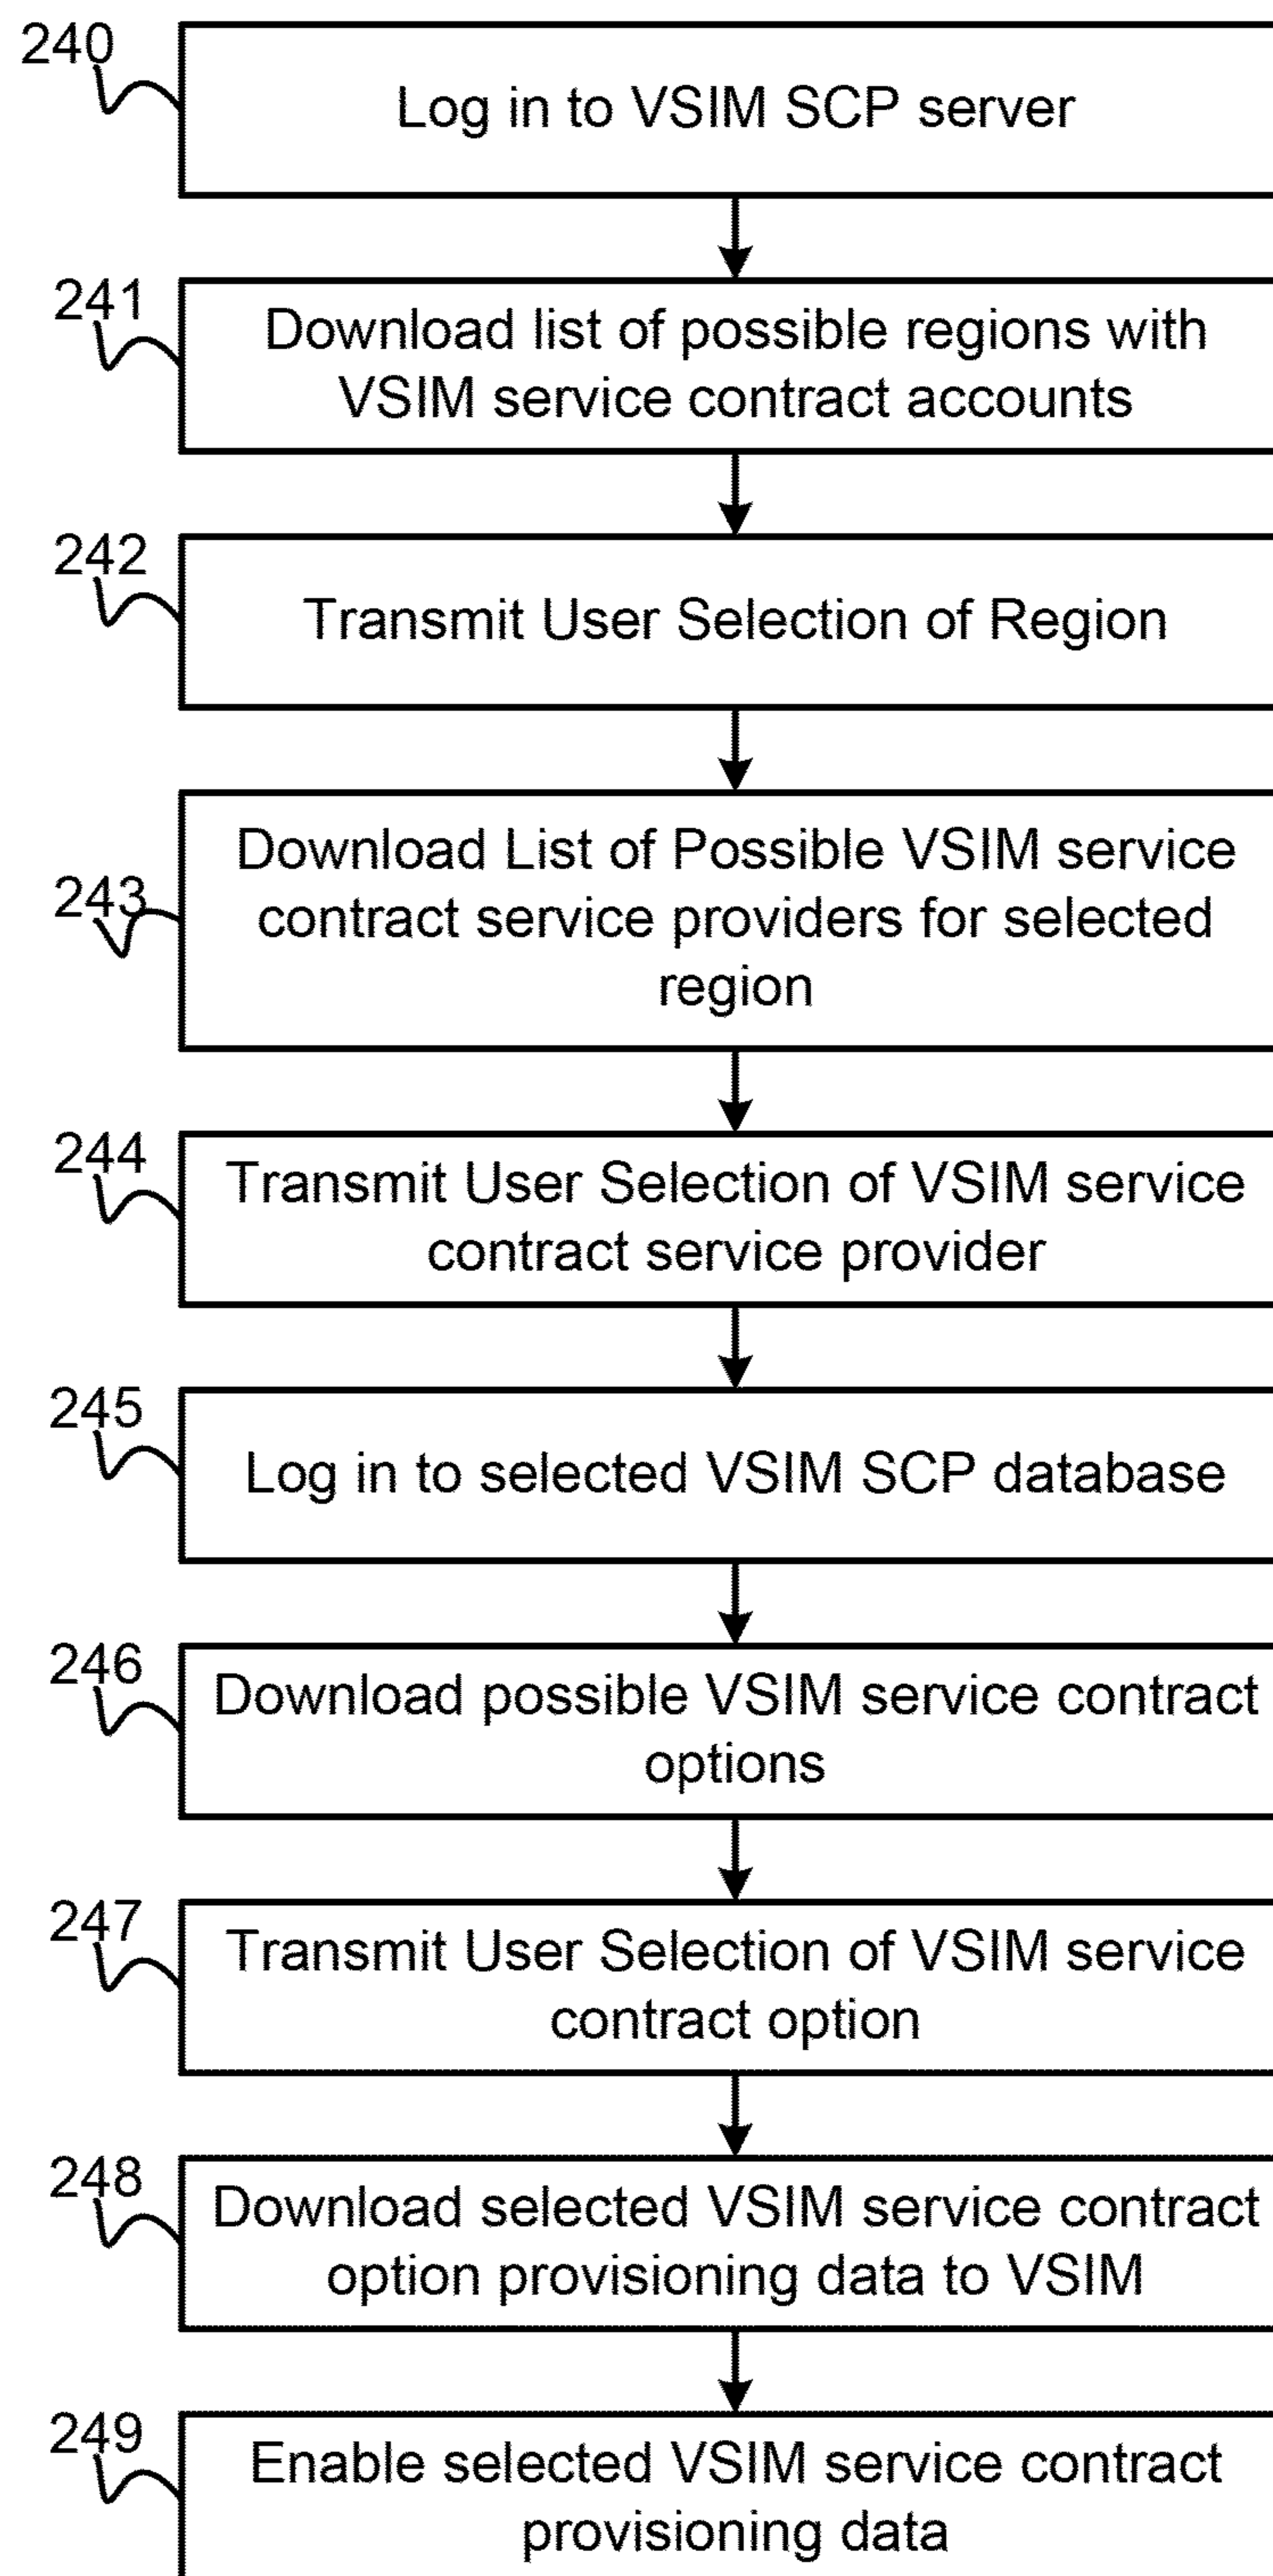 240
Log in to VSIM SCP server
241
Download list of possible regions with
VSIM service contract accounts
242
Transmit User Selection of Region
243
Download List of Possible VSIM service
contract service providers for selected
region
244
Transmit User Selection of VSIM service
contract service provider
245
Log in to selected VSIM SCP database
246
Download possible VSIM service contract
options
247
Transmit User Selection of VSIM service
contract option
248
Download selected VSIM service contract
option provisioning data to VSIM
249
Enable selected VSIM service contract
provisioning data